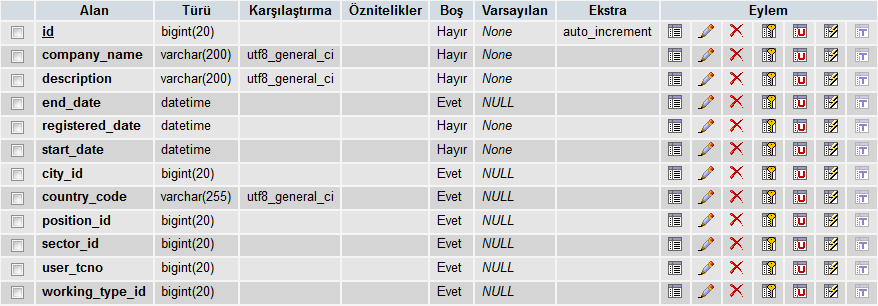 Alan Türü Karşılaştırma Öznitelikler Boş Varsayılan Ekstra Eylem
id bigint(20) Hayır None auto_increment
company_name varchar(200) utf8_general_ci Hayır None
description varchar(200) utf8_general_ci Hayır None
end_date datetime Evet NULL
registered_date datetime Hayır None
start_date datetime Hayır None
city_id bigint(20) Evet NULL
country_code varchar(255) utf8_general_ci Evet NULL
position_id bigint(20) Evet NULL
sector_id bigint(20) Evet NULL
user_tcno bigint(20) Evet NULL
working_type_id bigint(20) Evet NULL